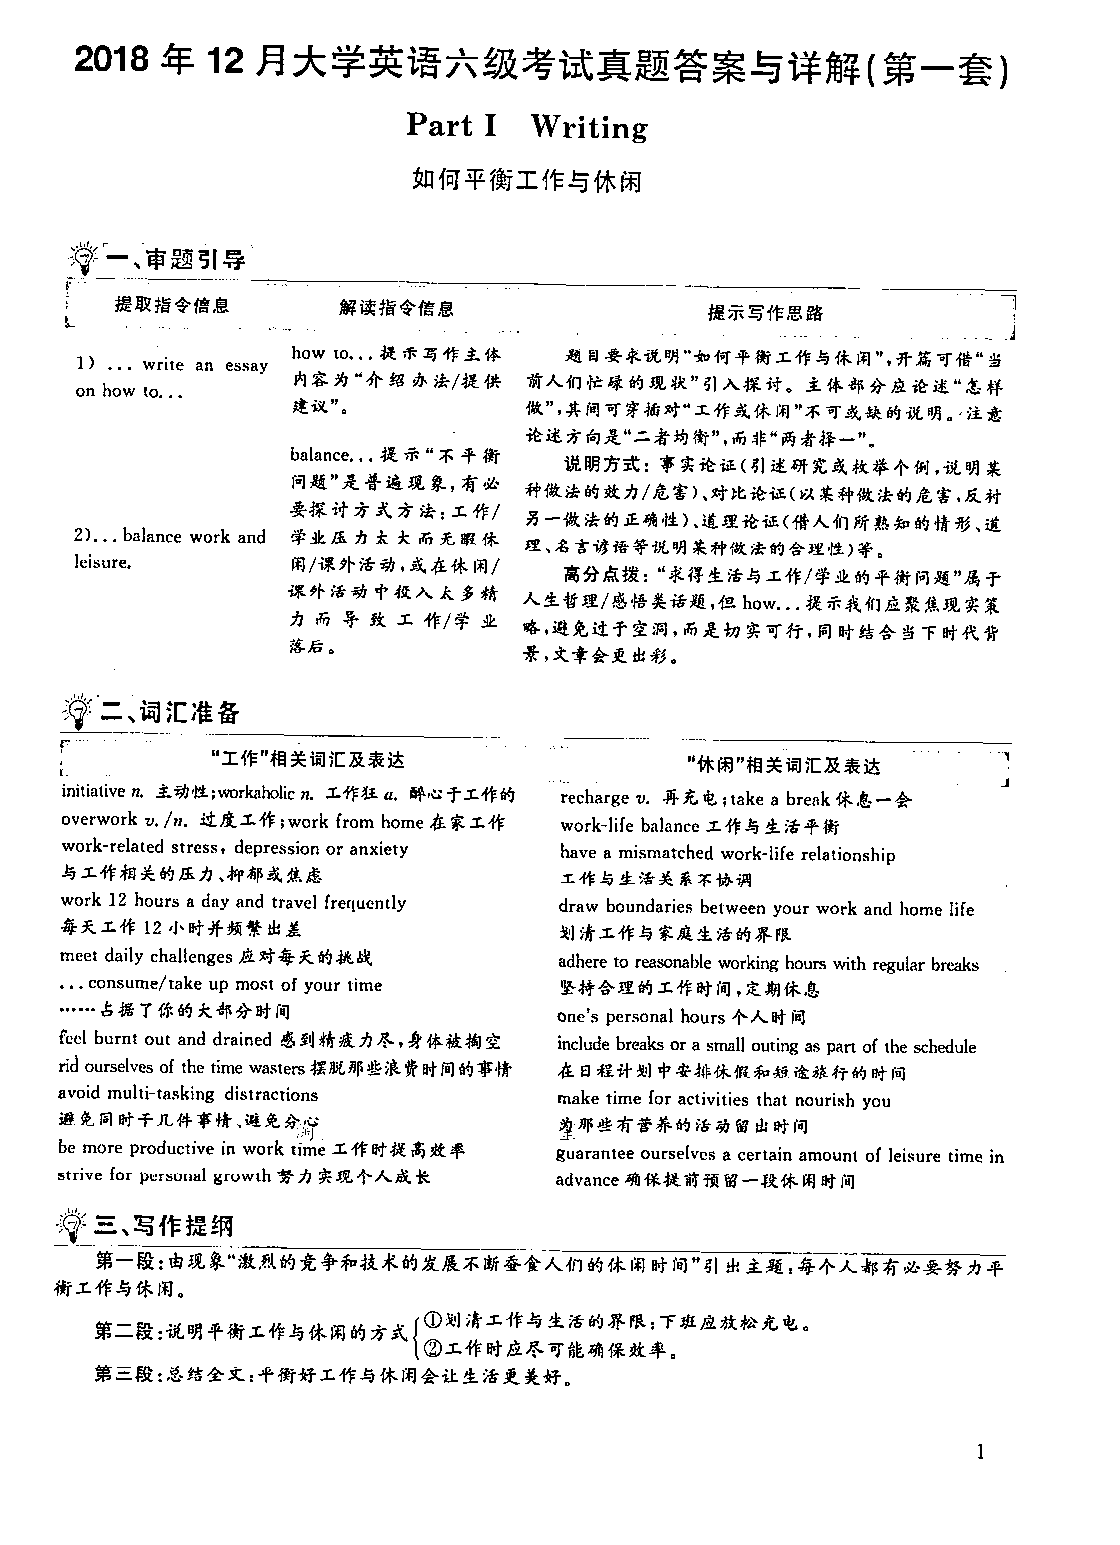 2018 年 12 月大学英语六级考试真题答案与详解(第一套)
Part I Writing
如何平衡工作与休闲
一、审题引导
提取指令信息
解读指令信息
提示写作思路
1) ... write an essay
on how to...
how to...提示写作主体
内容为“介绍办法/提供
建议”。
2)...balance work and
leisure.
balance...提示“不平衡
问题”是普遍现象,有必
要探讨方式方法:工作/
学业压力太大而无暇休
闲/课外活动,或在休闲/
课外活动中投入太多精
力而导致工作/学业
落后。
题目要求说明“如何平衡工作与休闲”,开篇可借“当
前人们忙碌的现状”引入探讨。主体部分应论述“怎样
做”,其间可穿插对“工作或休闲”不可或缺的说明。注意
论述方向是“二者均衡”,而非“两者择一”。
说明方式:事实论证(引述研究或枚举个例,说明某
种做法的效力/危害)、对比论证(以某种做法的危害,反衬
另一做法的正确性)、道理论证(借人们所熟知的情形、道
理、名言谚语等说明某种做法的合理性)等。
高分点拨:“求得生活与工作/学业的平衡问题”属于
人生哲理/感悟类话题,但 how...提示我们应聚焦现实策
略,避免过于空洞,而是切实可行,同时结合当下时代背
景,文章会更出彩。
二、词汇准备
“工作”相关词汇及表达
initiative n. 主动性;workaholic n. 工作狂 a. 醉心于工作的
overwork v./n. 过度工作;work from home 在家工作
work-related stress, depression or anxiety
与工作相关的压力、抑郁或焦虑
work 12 hours a day and travel frequently
每天工作 12 小时并频繁出差
meet daily challenges 应对每天的挑战
...consume/take up most of your time
……占据了你的大部分时间
feel burnt out and drained 感到精疲力尽,身体被掏空
rid ourselves of the time wasters 摆脱那些浪费时间的事情
avoid multi-tasking distractions
避免同时干几件事情、避免分心
be more productive in work time 工作时提高效率
strive for personal growth 努力实现个人成长
“休闲”相关词汇及表达
recharge v. 再充电;take a break 休息一会
work-life balance 工作与生活平衡
have a mismatched work-life relationship
工作与生活关系不协调
draw boundaries between your work and home life
划清工作与家庭生活的界限
adhere to reasonable working hours with regular breaks
坚持合理的工作时间,定期休息
one's personal hours 个人时间
include breaks or a small outing as part of the schedule
在日程计划中安排休假和短途旅行的时间
make time for activities that nourish you
为那些有营养的活动留出时间
guarantee ourselves a certain amount of leisure time in
advance 确保提前预留一段休闲时间
三、写作提纲
第一段:由现象“激烈的竞争和技术的发展不断蚕食人们的休闲时间”引出主题:每个人都有必要努力平
衡工作与休闲。
第二段:说明平衡工作与休闲的方式
①划清工作与生活的界限:下班应放松充电。
②工作时应尽可能确保效率。
第三段:总结全文:平衡好工作与休闲会让生活更美好。
1